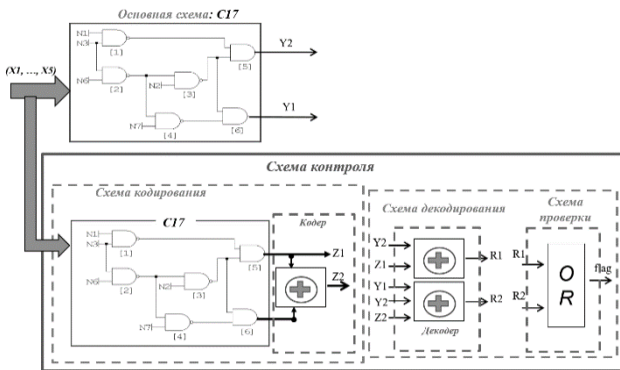 Основная схема: C17
(X1, ..., X5)
N1
N3
[1]
N6
[2]
N2
[3]
N7
[4]
[5]
[6]
Y2
Y1
Схема контроля
Схема кодирования
C17
N1
N3
[1]
N6
[2]
N2
[3]
N7
[4]
[5]
[6]
Кодер
Z1
Z2
Схема декодирования
Y2
Z1
Y1
Y2
Z2
R1
R2
Декодер
Схема
проверки
R1
R2
OR
flag